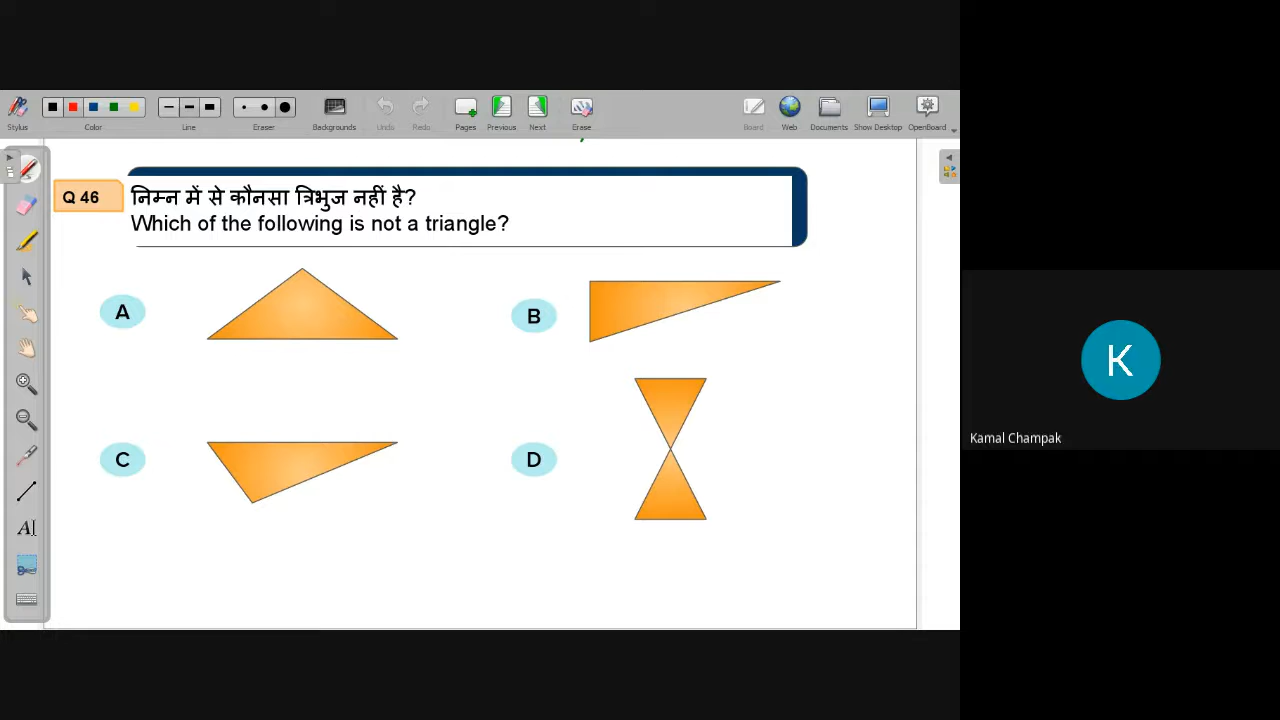 Stylus
Color
Line
Eraser
Backgrounds
Undo
Redo
Pages
Previous
Next
Erase
Board
Web
Documents
Show Desktop
OpenBoard
Q 46
निम्न में से कौनसा त्रिभुज नहीं है?
Which of the following is not a triangle?
A
B
C
D
K
Kamal Champak